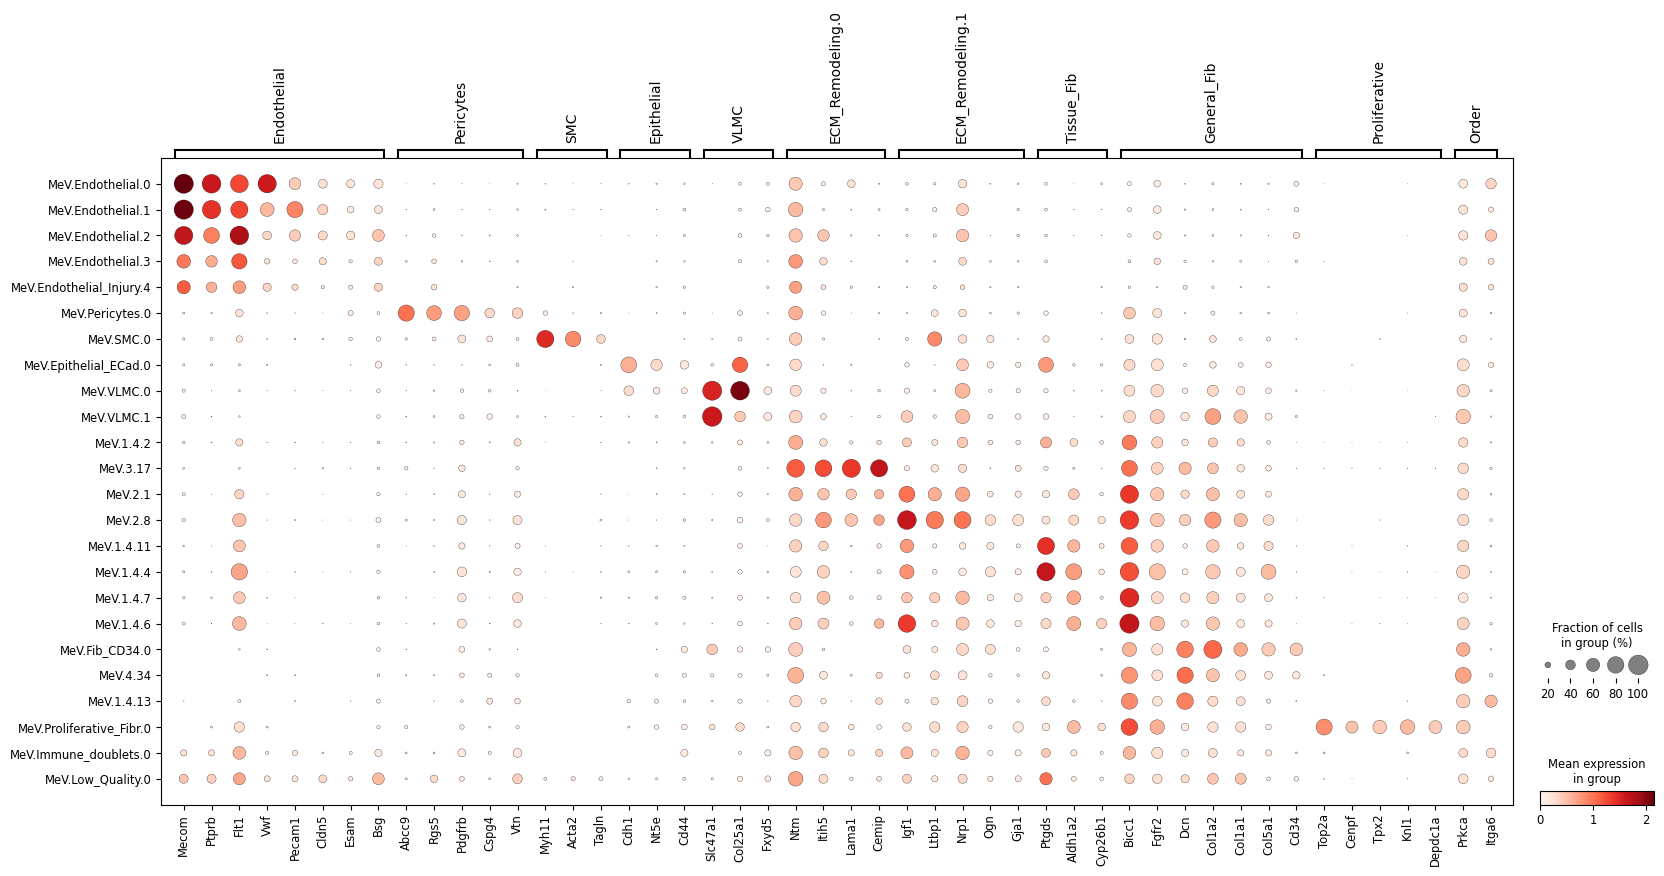 Endothelial
Pericytes
SMC
Epithelial
VLMC
ECM_Remodeling.0
ECM_Remodeling.1
Tissue_Fib
General_Fib
Proliferative
Order
MeV.Endothelial.0
MeV.Endothelial.1
MeV.Endothelial.2
MeV.Endothelial.3
MeV.Endothelial_Injury.4
MeV.Pericytes.0
MeV.SMC.0
MeV.Epithelial_ECad.0
MeV.VLMC.0
MeV.VLMC.1
MeV.1.4.2
MeV.3.17
MeV.2.1
MeV.2.8
MeV.1.4.11
MeV.1.4.4
MeV.1.4.7
MeV.1.4.6
MeV.Fib_CD34.0
MeV.4.34
MeV.1.4.13
MeV.Proliferative_Fibr.0
MeV.Immune_doublets.0
MeV.Low_Quality.0
Mecom
Ptprb
Flt1
Vwf
Pecam1
Cldn5
Esam
Bsg
Abcc9
Rgs5
Pdgfrb
Cspg4
Vtn
Myh11
Acta2
Tagln
Cdh1
Nt5e
Cd44
Slc47a1
Col25a1
Fxyd5
Ntm
Itih5
Lama1
Cemip
Igf1
Ltbp1
Nrp1
Ogn
Gja1
Ptgds
Aldh1a2
Cyp26b1
Bicc1
Fgfr2
Dcn
Col1a2
Col1a1
Col5a1
Cd34
Top2a
Cenpf
Tpx2
Knl1
Depdc1a
Prkca
Itga6
Fraction of cells
in group (%)
20 40 60 80 100
Mean expression
in group
0 1 2